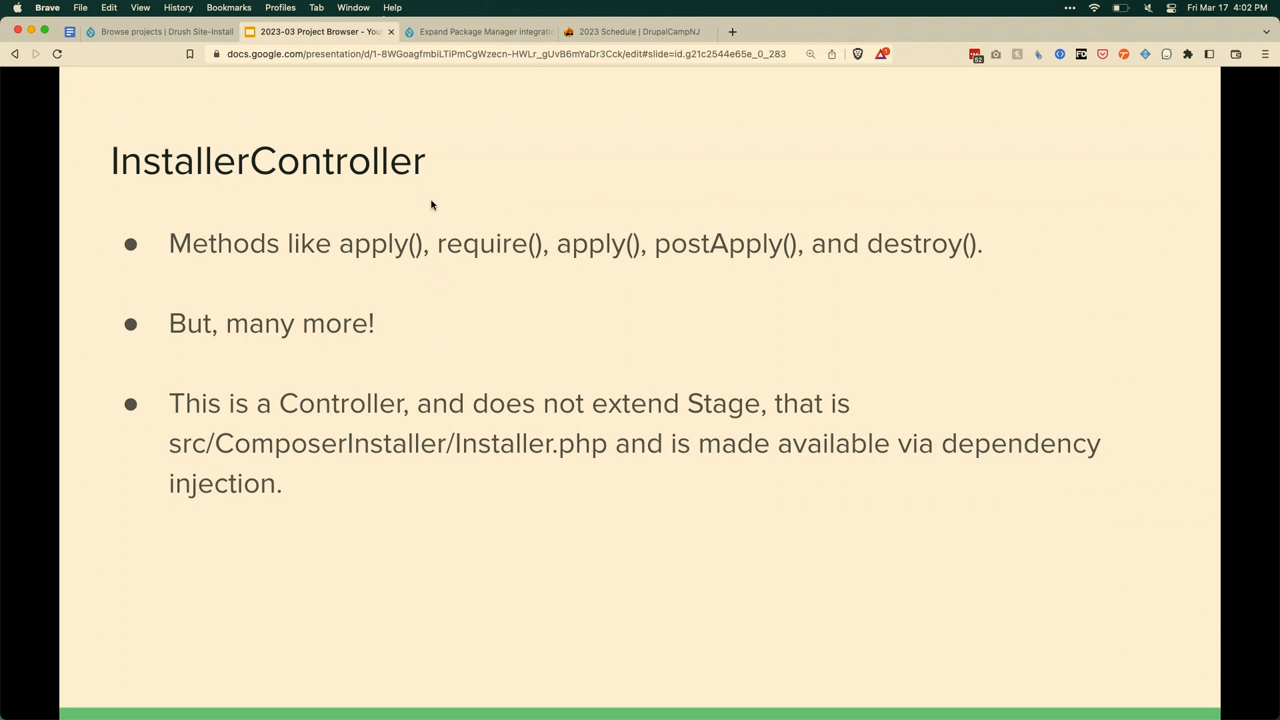 Brave File Edit View History Bookmarks Profiles Tab Window Help Fri Mar 17 4:02 PM
Browse projects | Drush Site-Install 2023-03 Project Browser - You Expand Package Manager integratio 2023 Schedule | DrupalCampNJ
docs.google.com/presentation/d/1-8WGoagfmbiLTiPmCgWzecn-HWLr_gUvB6mYaDr3Cck/edit#slide=id.g21c2544e65e_0_283
InstallerController
● Methods like apply(), require(), apply(), postApply(), and destroy().
● But, many more!
● This is a Controller, and does not extend Stage, that is
src/ComposerInstaller/Installer.php and is made available via dependency
injection.